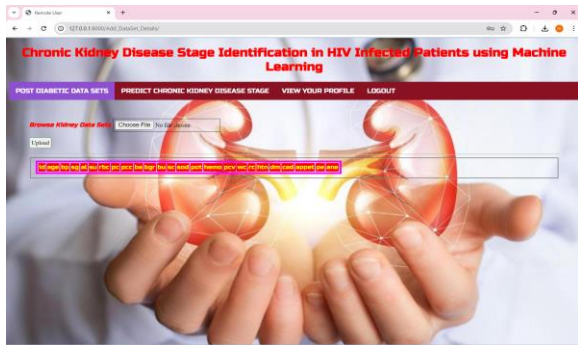 Remote User
127.0.0.1:8000/Add_DataSet_Details/
Chronic Kidney Disease Stage Identification in HIV Infected Patients using Machine
Learning
POST DIABETIC DATA SETS PREDICT CHRONIC KIDNEY DISEASE STAGE VIEW YOUR PROFILE LOGOUT
Browse Kidney Data Sets Choose File No file chosen
Upload
id age bp sg al su rbc pc pcc ba bgr bu sc sod pot hemo pcv wc rc htn dm cad appet pe ane